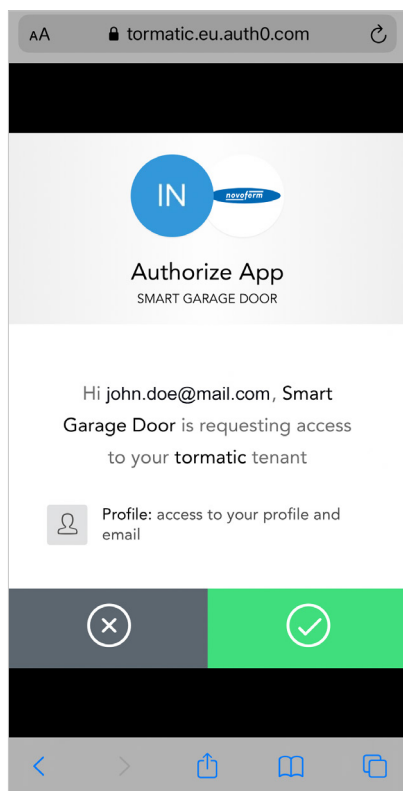 AA tormatic.eu.auth0.com
IN novoferm
Authorize App
SMART GARAGE DOOR
Hi john.doe@mail.com, Smart
Garage Door is requesting access
to your tormatic tenant
Profile: access to your profile and
email